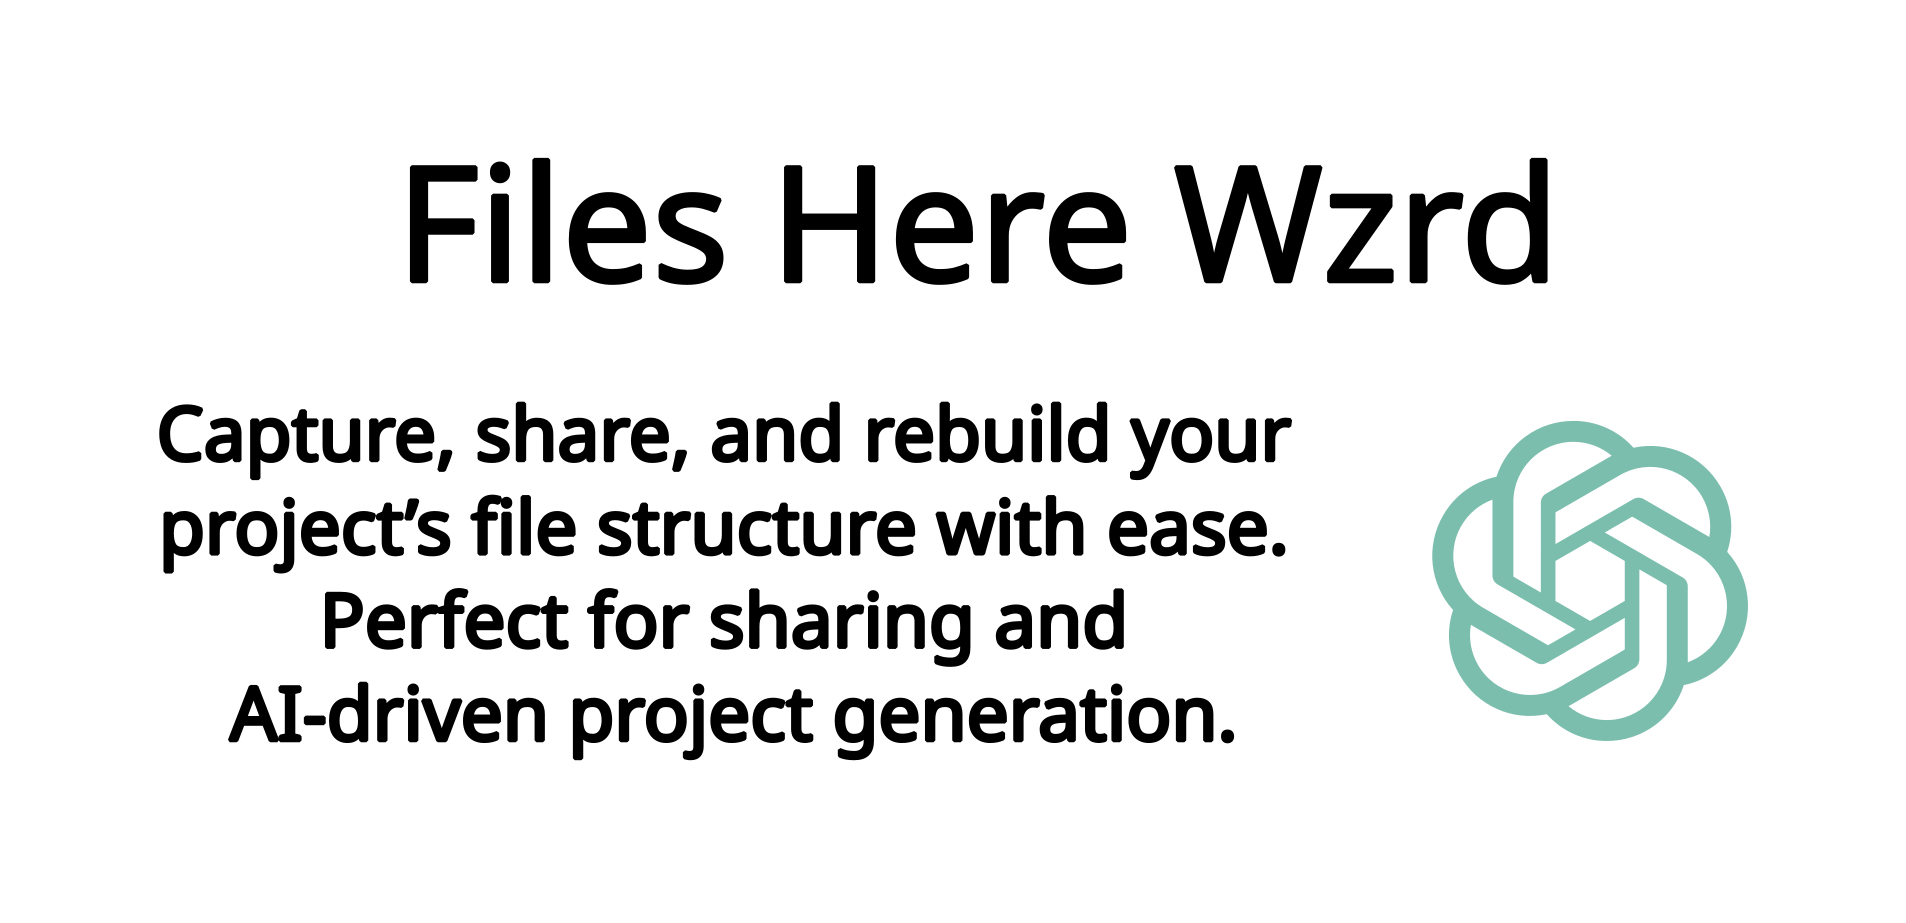 Files Here Wzrd
Capture, share, and rebuild your
project’s file structure with ease.
Perfect for sharing and
AI-driven project generation.